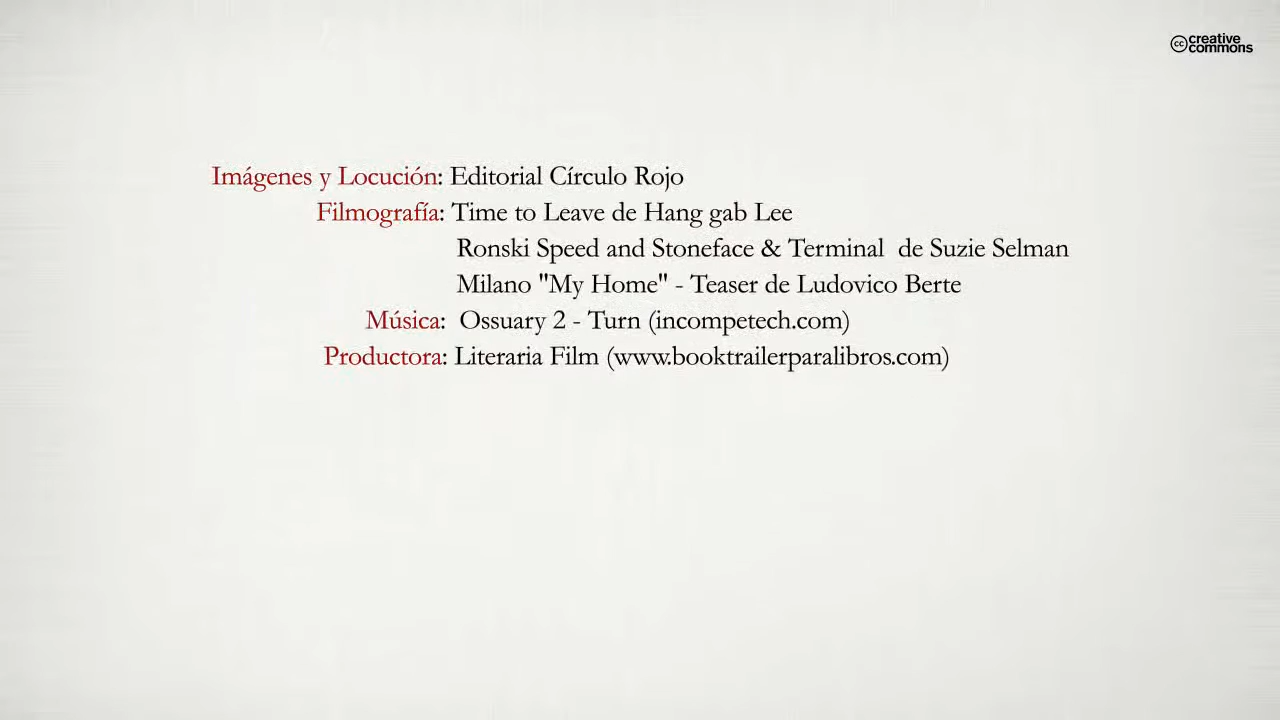 cc creative
commons
Imágenes y Locución: Editorial Círculo Rojo
Filmografía: Time to Leave de Hang gab Lee
Ronski Speed and Stoneface & Terminal de Suzie Selman
Milano "My Home" - Teaser de Ludovico Berte
Música: Ossuary 2 - Turn (incompetech.com)
Productora: Literaria Film (www.booktrailerparalibros.com)